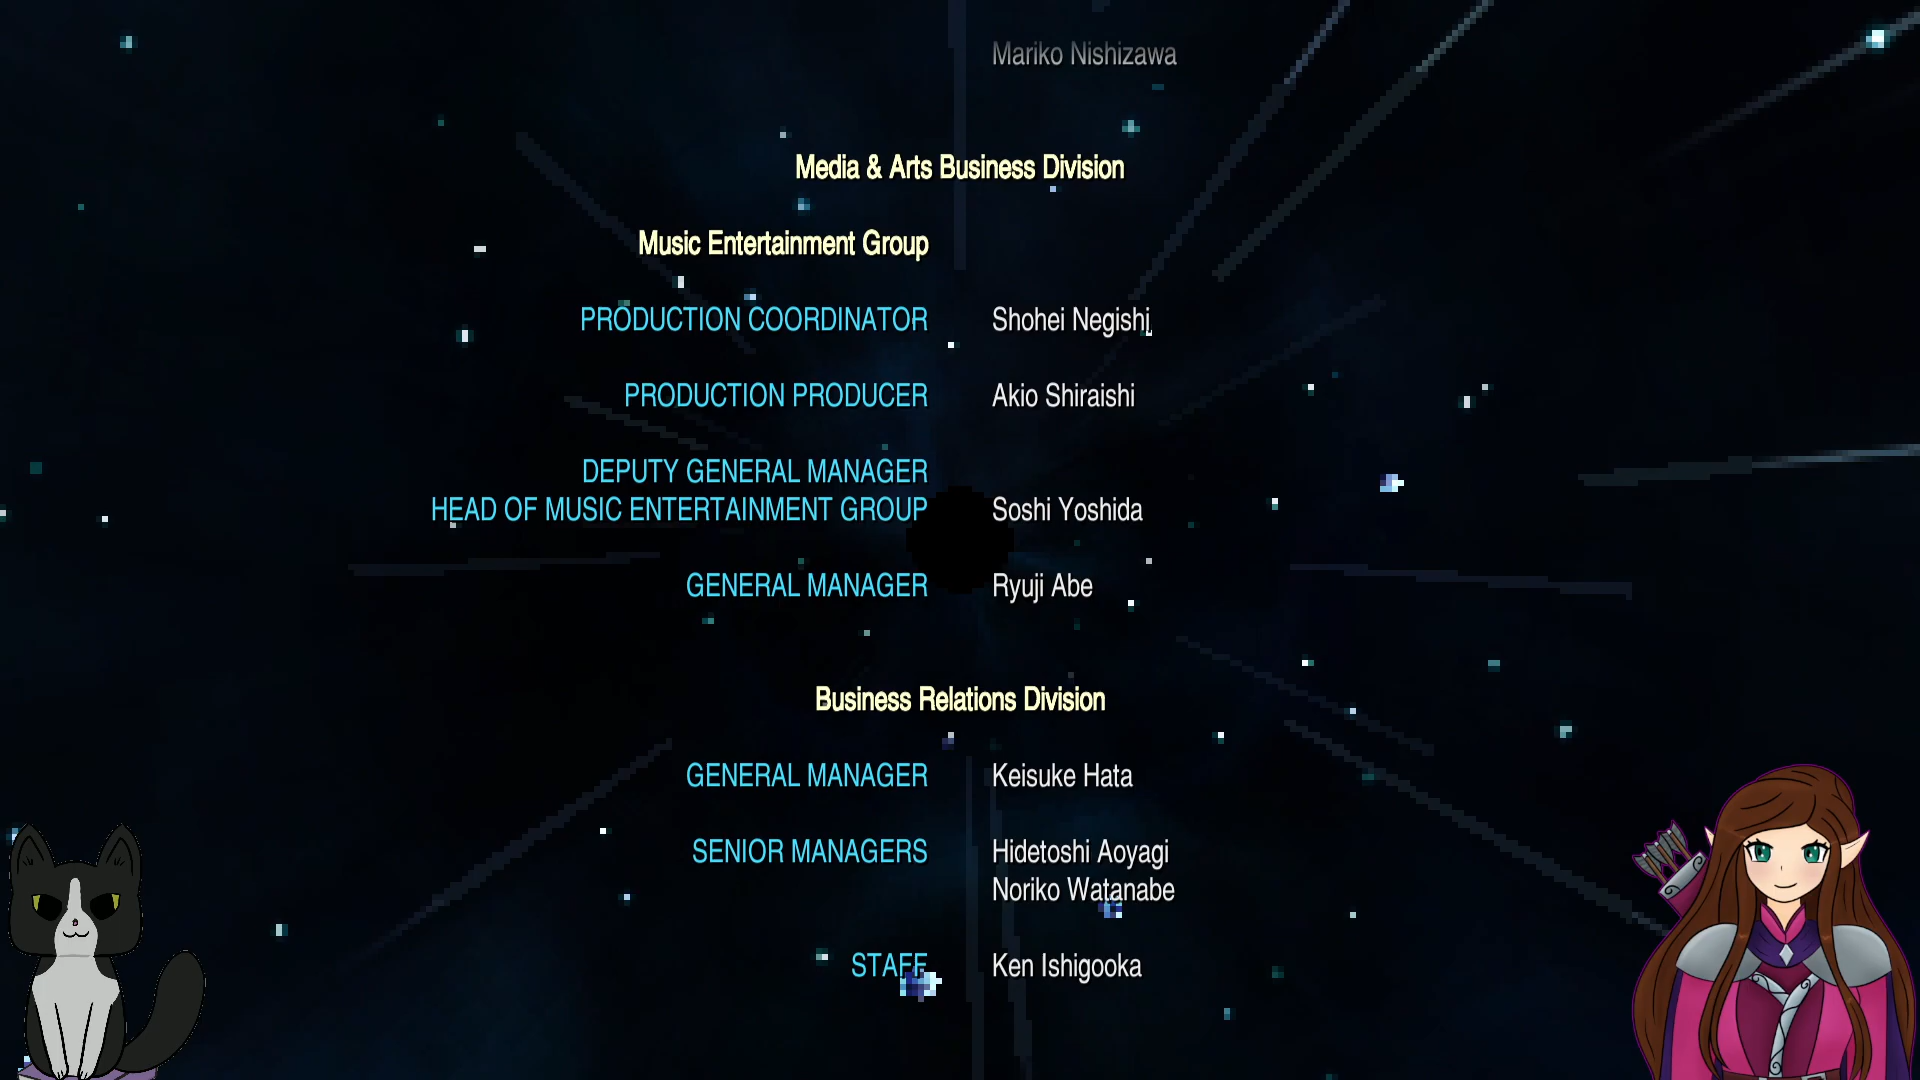 Mariko Nishizawa
Media & Arts Business Division
Music Entertainment Group
PRODUCTION COORDINATOR Shohei Negishi
PRODUCTION PRODUCER Akio Shiraishi
DEPUTY GENERAL MANAGER
HEAD OF MUSIC ENTERTAINMENT GROUP Soshi Yoshida
GENERAL MANAGER Ryuji Abe
Business Relations Division
GENERAL MANAGER Keisuke Hata
SENIOR MANAGERS Hidetoshi Aoyagi
Noriko Watanabe
STAFF Ken Ishigooka